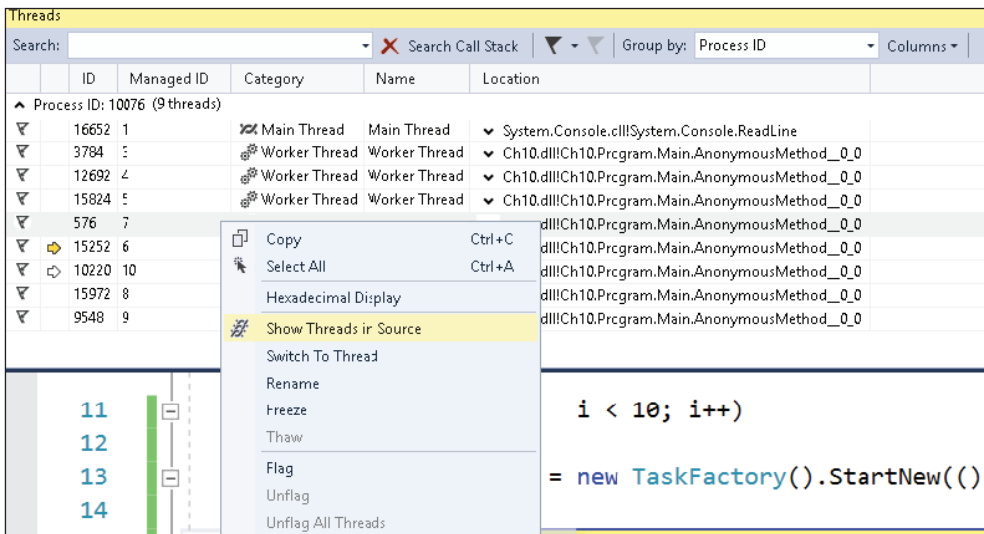 Threads
Search: Search Call Stack Group by: Process ID Columns
ID Managed ID Category Name Location
Process ID: 10076 (9 threads)
16652 1 Main Thread Main Thread System.Console.dll!System.Console.ReadLine
3784 3 Worker Thread Worker Thread Ch10.dll!Ch10.Program.Main.AnonymousMethod__0_0
12692 4 Worker Thread Worker Thread Ch10.dll!Ch10.Program.Main.AnonymousMethod__0_0
15824 5 Worker Thread Worker Thread Ch10.dll!Ch10.Program.Main.AnonymousMethod__0_0
576 7 dll!Ch10.Program.Main.AnonymousMethod__0_0
15252 6 dll!Ch10.Program.Main.AnonymousMethod__0_0
10220 10 dll!Ch10.Program.Main.AnonymousMethod__0_0
15972 8 dll!Ch10.Program.Main.AnonymousMethod__0_0
9548 9 dll!Ch10.Program.Main.AnonymousMethod__0_0
Copy Ctrl+C
Select All Ctrl+A
Hexadecimal Display
Show Threads in Source
Switch To Thread
Rename
Freeze
Thaw
Flag
Unflag
Unflag All Threads
11 i < 10; i++)
12
13 = new TaskFactory().StartNew(()
14